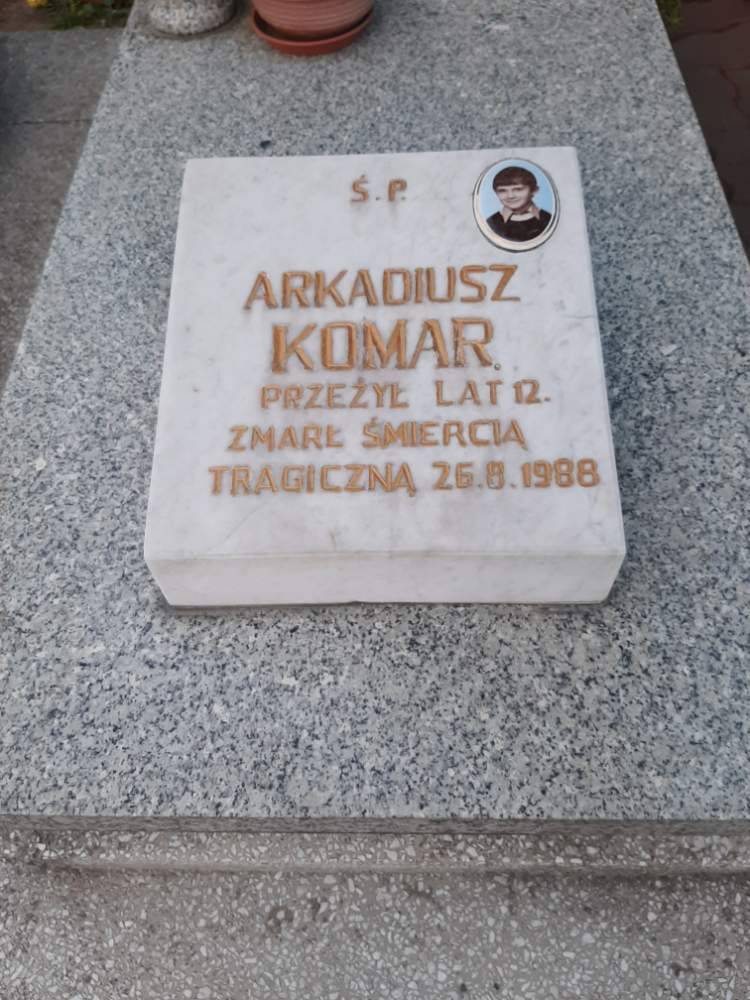 Ś.P.
ARKADIUSZ
KOMAR.
PRZEŻYŁ LAT 12.
ZMARŁ ŚMIERCIĄ
TRAGICZNĄ 26.8.1988